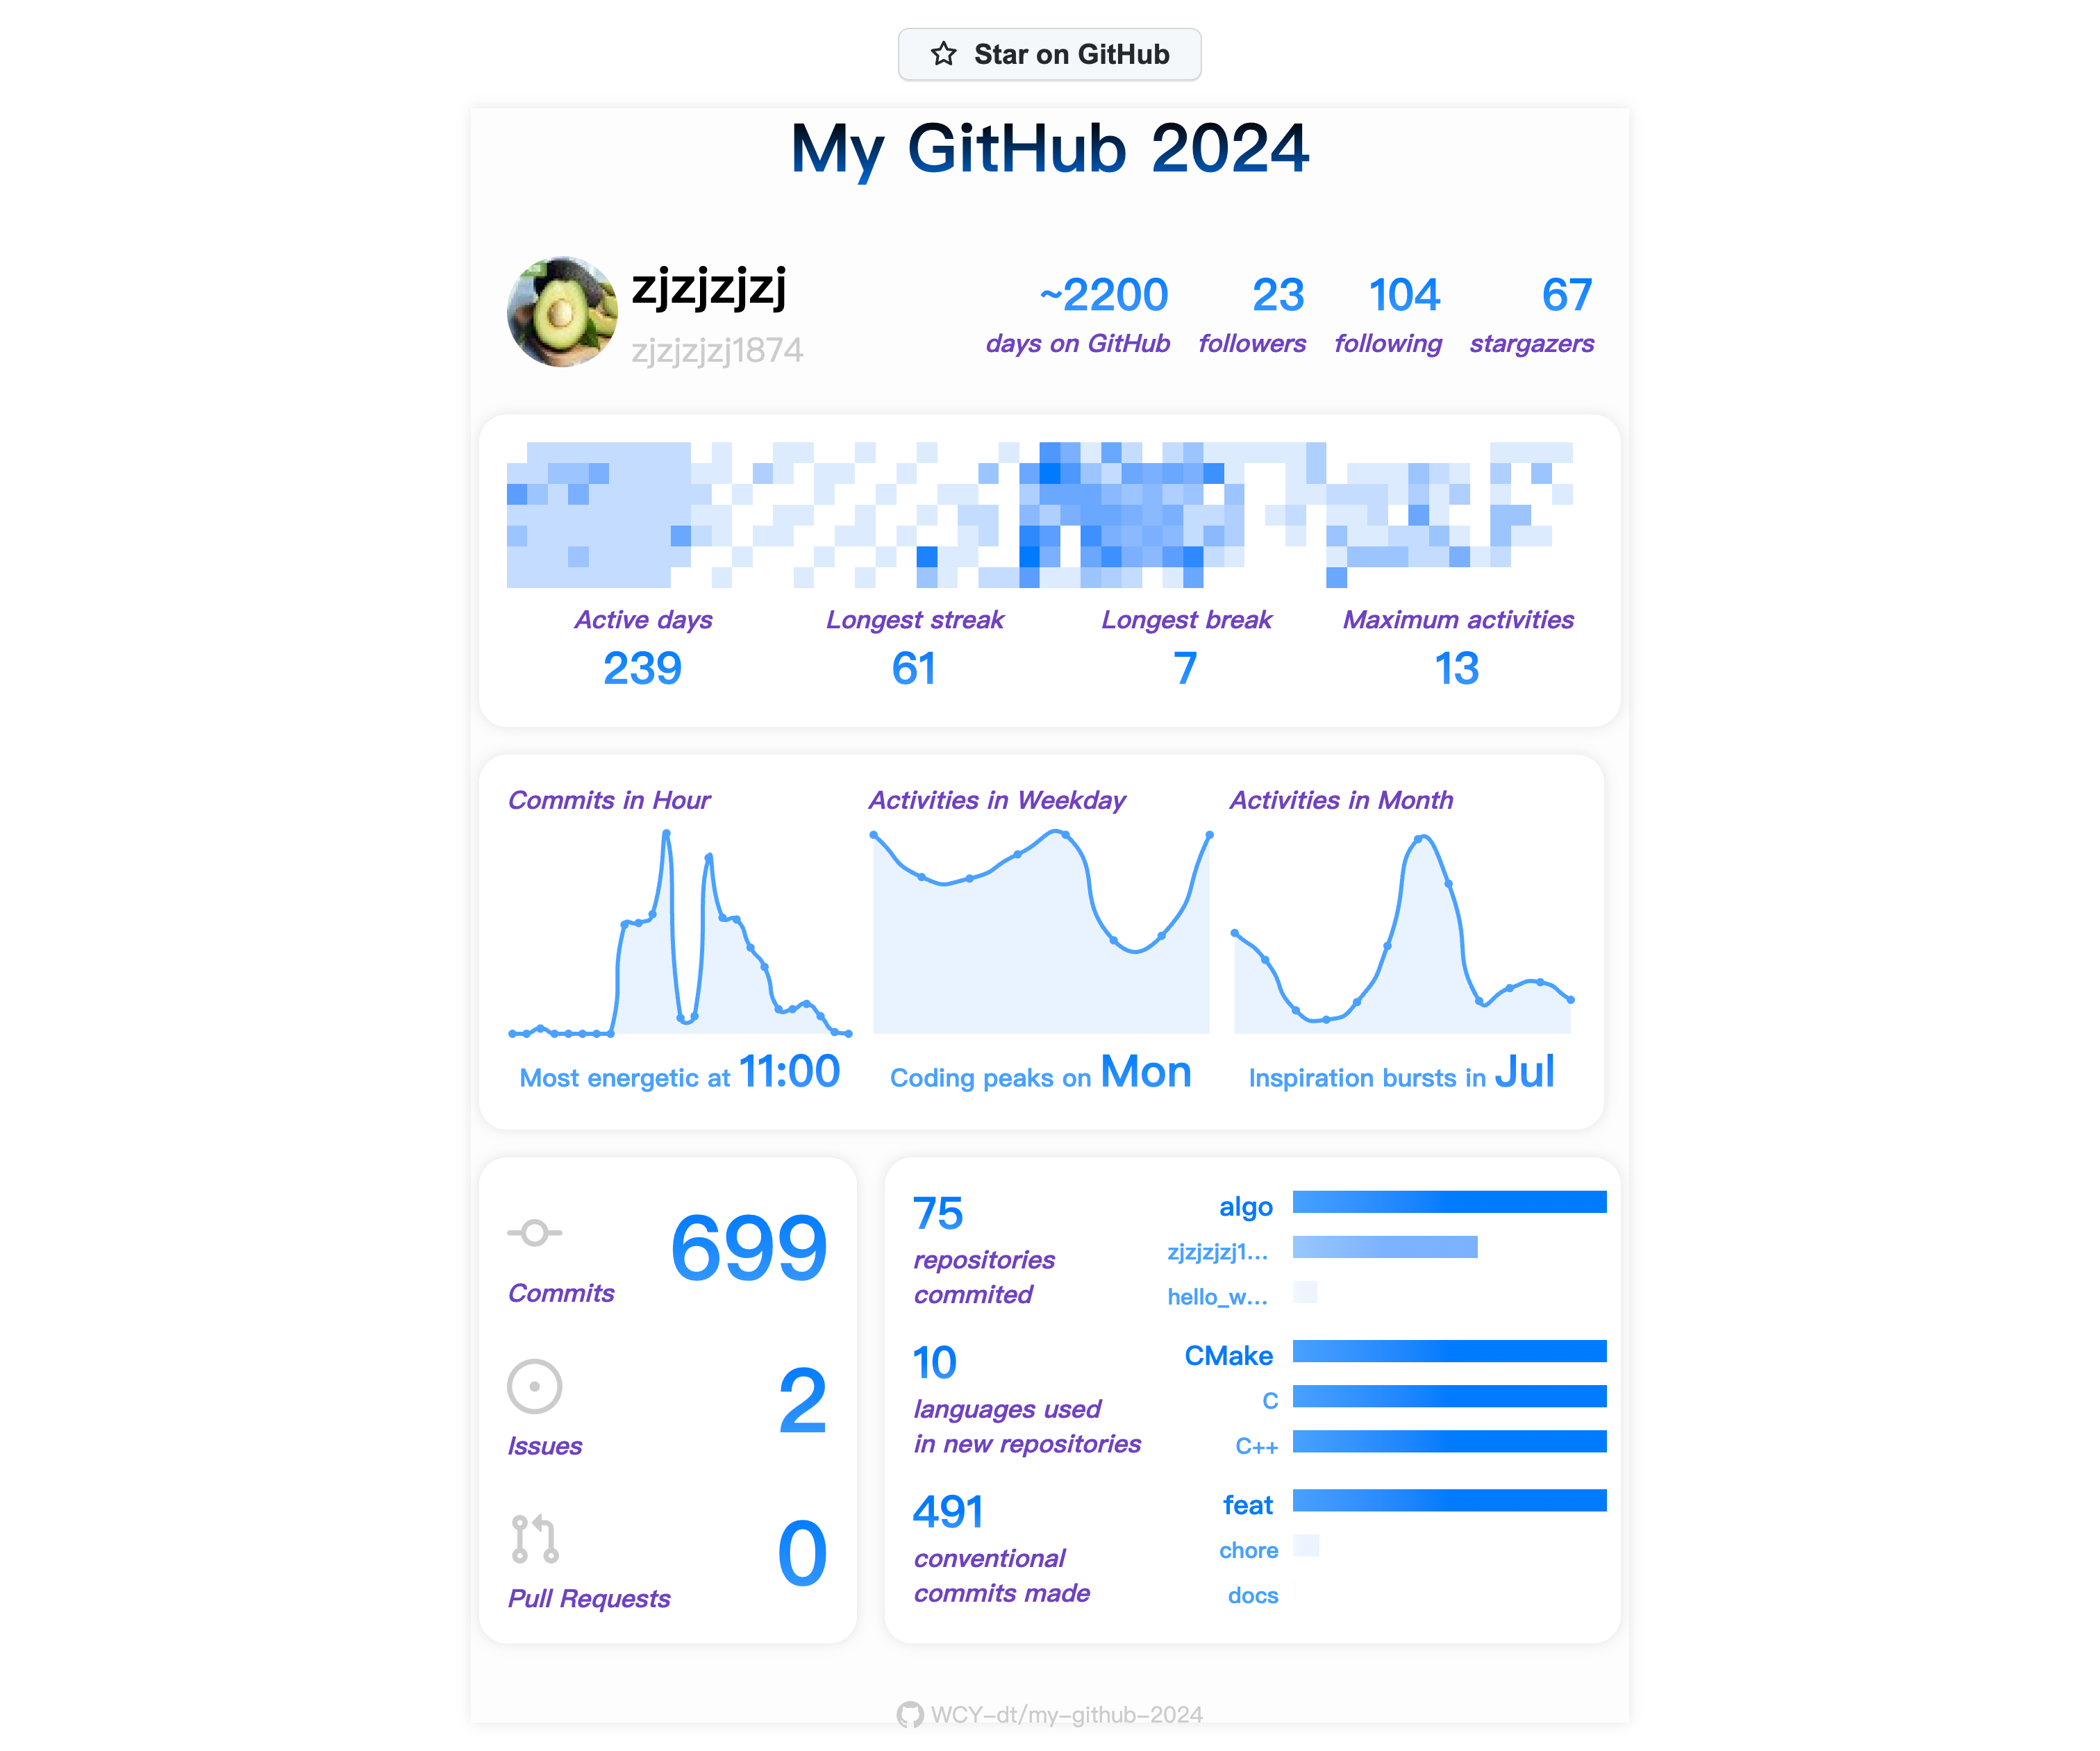 Star on GitHub
My GitHub 2024
zjzjzjzj
zjzjzjzj1874
~2200
days on GitHub
23
followers
104
following
67
stargazers
Active days
239
Longest streak
61
Longest break
7
Maximum activities
13
Commits in Hour
Most energetic at 11:00
Activities in Weekday
Coding peaks on Mon
Activities in Month
Inspiration bursts in Jul
699
Commits
2
Issues
0
Pull Requests
75
repositories
commited
algo
zjzjzjzj1...
hello_w...
10
languages used
in new repositories
CMake
C
C++
491
conventional
commits made
feat
chore
docs
WCY-dt/my-github-2024